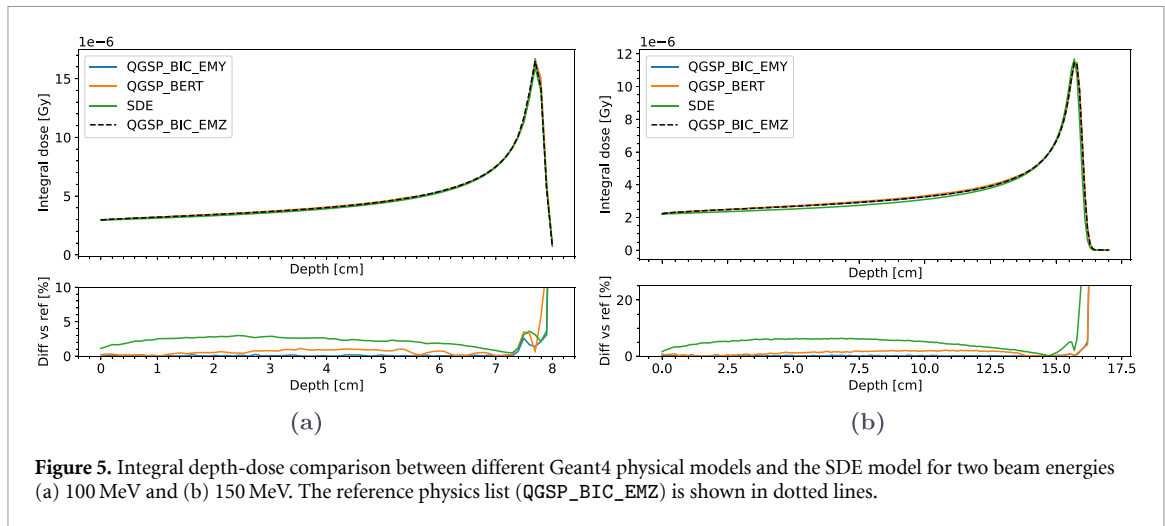 1e−6
15
10
5
0
Integral dose [Gy]
QGSP_BIC_EMY
QGSP_BERT
SDE
QGSP_BIC_EMZ
Depth [cm]
10
5
0
Diff vs ref [%]
0 1 2 3 4 5 6 7 8
Depth [cm]
(a)
1e−6
12
10
8
6
4
2
0
Integral dose [Gy]
QGSP_BIC_EMY
QGSP_BERT
SDE
QGSP_BIC_EMZ
Depth [cm]
20
0
Diff vs ref [%]
0.0 2.5 5.0 7.5 10.0 12.5 15.0 17.5
Depth [cm]
(b)
Figure 5. Integral depth-dose comparison between different Geant4 physical models and the SDE model for two beam energies
(a) 100 MeV and (b) 150 MeV. The reference physics list (QGSP_BIC_EMZ) is shown in dotted lines.